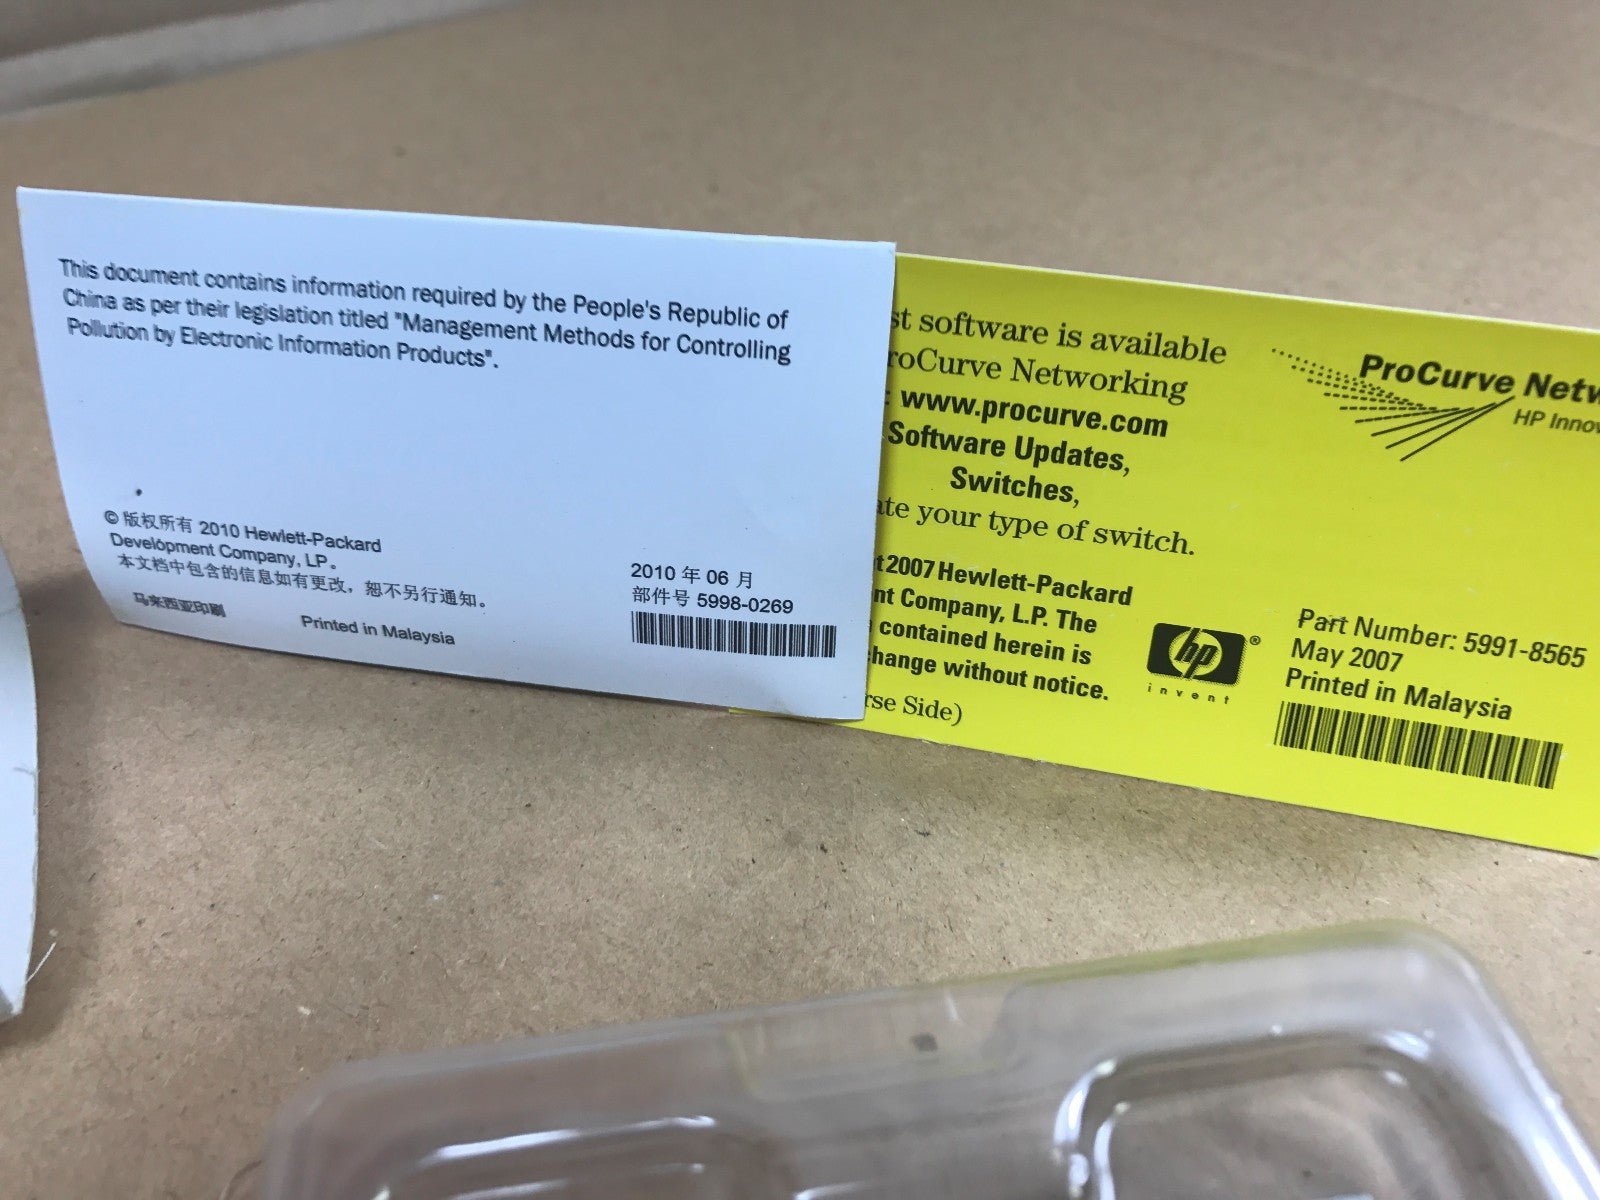 This document contains information required by the People's Republic of
China as per their legislation titled "Management Methods for Controlling
Pollution by Electronic Information Products".
© 版权所有 2010 Hewlett-Packard
Development Company, LP。
本文档中包含的信息如有更改，恕不另行通知。
马来西亚印刷
Printed in Malaysia
2010 年 06 月
部件号 5998-0269
st software is available
roCurve Networking
: www.procurve.com
Software Updates,
Switches,
ate your type of switch.
t 2007 Hewlett-Packard
nt Company, L.P. The
contained herein is
change without notice.
rse Side)
ProCurve Netw
HP Innov
hp ®
invent
Part Number: 5991-8565
May 2007
Printed in Malaysia